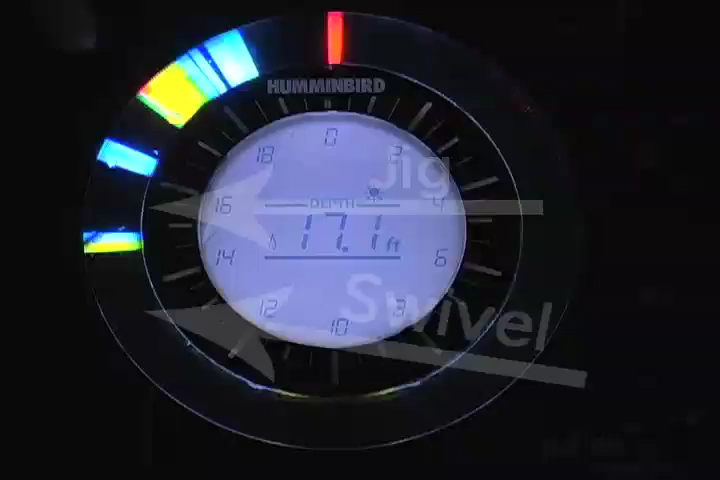 HUMMINBIRD
0
18 2
Jig
16 DEPTH 4
17.1 ft
14 6
Swivel
12 8
10